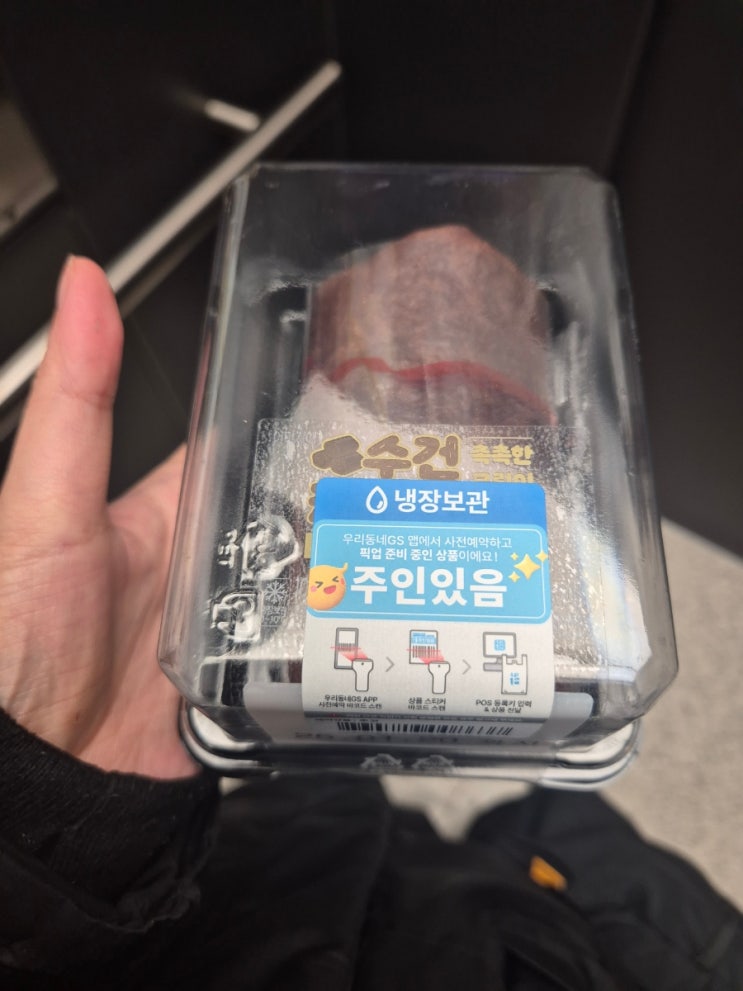 수건
촉촉한
냉장보관
우리동네GS 앱에서 사전예약하고
픽업 준비 중인 상품이에요!
주인있음
우리동네GS APP
사전예약 바코드 스캔
상품 스티커
바코드 스캔
POS 등록키 입력
& 상품 전달